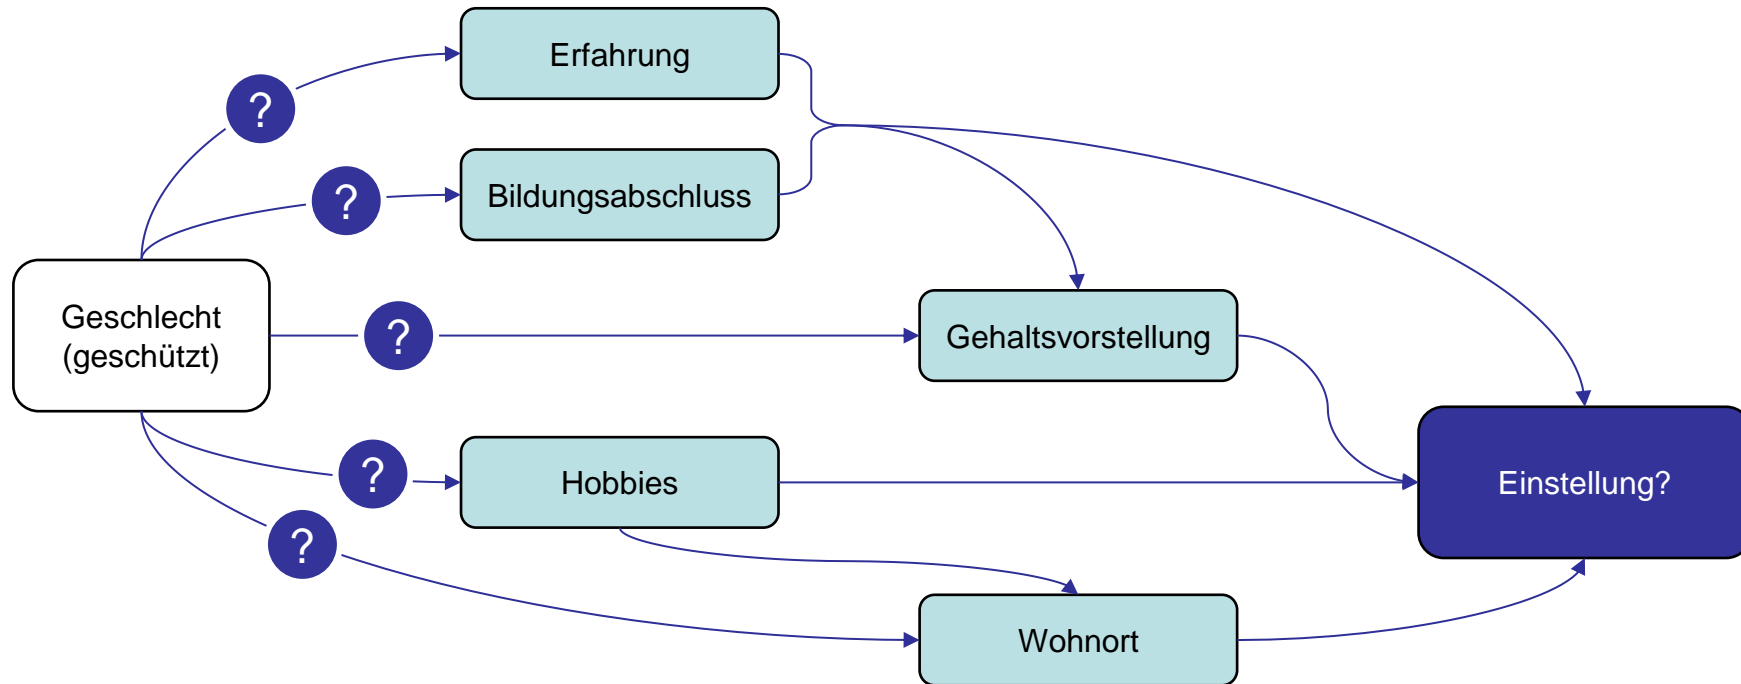 Erfahrung
?
Bildungsabschluss
?
Geschlecht
(geschützt)
?
Gehaltsvorstellung
?
Hobbies
Einstellung?
?
Wohnort